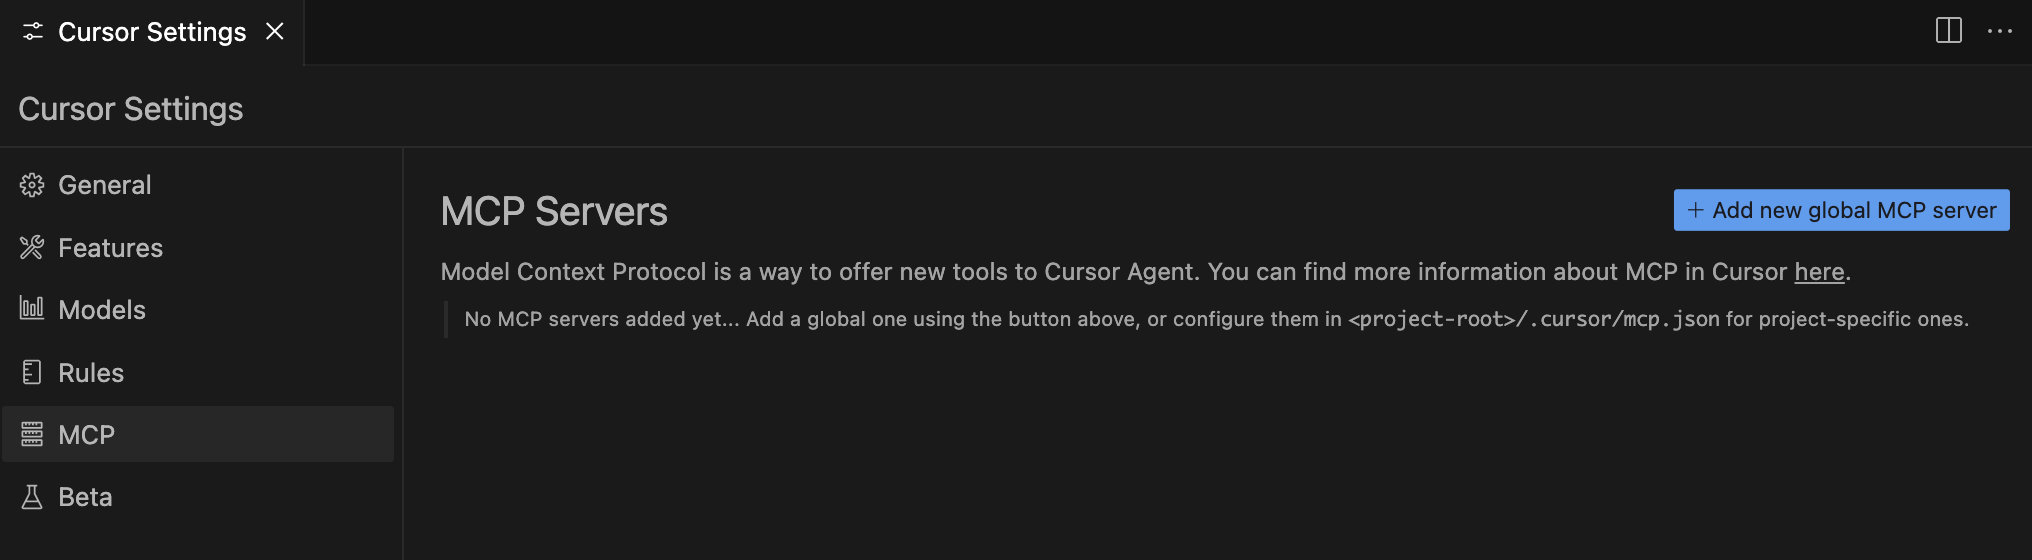 Cursor Settings
Cursor Settings
General
Features
Models
Rules
MCP
Beta
MCP Servers
+ Add new global MCP server
Model Context Protocol is a way to offer new tools to Cursor Agent. You can find more information about MCP in Cursor here.
No MCP servers added yet... Add a global one using the button above, or configure them in <project-root>/.cursor/mcp.json for project-specific ones.